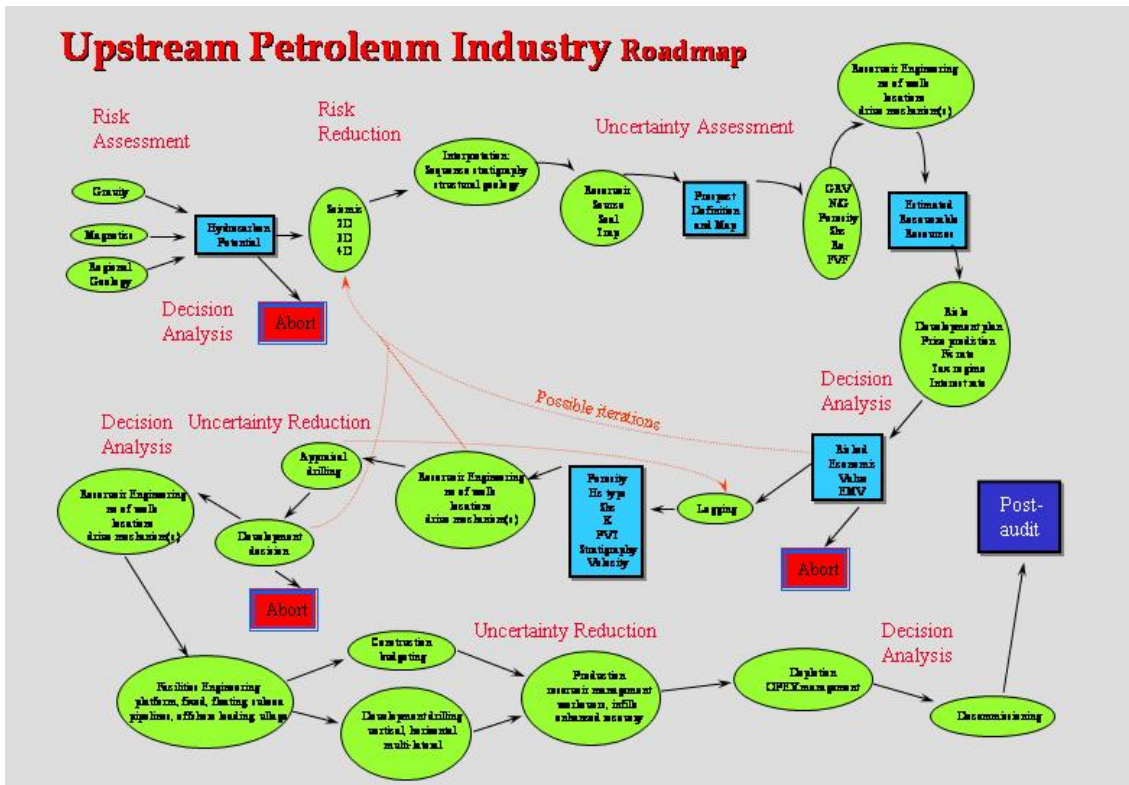 Upstream Petroleum Industry Roadmap
Risk
Assessment
Gravity
Magnetics
Regional
Geology
Hydrocarbon
Potential
Decision
Analysis
Abort
Risk
Reduction
Seismic
2D
3D
4D
Interpretation:
Sequence stratigraphy
structural geology
Reservoir
Source
Seal
Trap
Uncertainty Assessment
Prospect
Definition
and Map
GRV
N/G
Porosity
Shc
Re
FVF
Reservoir Engineering
no of wells
locations
drive mechanism(s)
Estimated
Recoverable
Resources
Risk
Development plan
Price prediction
Fx rate
Tax regime
Interest rate
Decision
Analysis
Risked
Economic
Value
EMV
Abort
Possible iterations
Logging
Porosity
Hc type
Shc
K
PVT
Stratigraphy
Velocity
Reservoir Engineering
no of wells
locations
drive mechanism(s)
Uncertainty Reduction
Appraisal
drilling
Development
decision
Abort
Decision
Analysis
Reservoir Engineering
no of wells
locations
drive mechanism(s)
Facilities Engineering
platform, fixed, floating subsea
pipelines, offshore loading, ullage
Construction
budgeting
Development drilling
vertical, horizontal
multi-lateral
Uncertainty Reduction
Production
reservoir management
workovers, infills
enhanced recovery
Depletion
OPEX management
Decision
Analysis
Decommissioning
Post-
audit